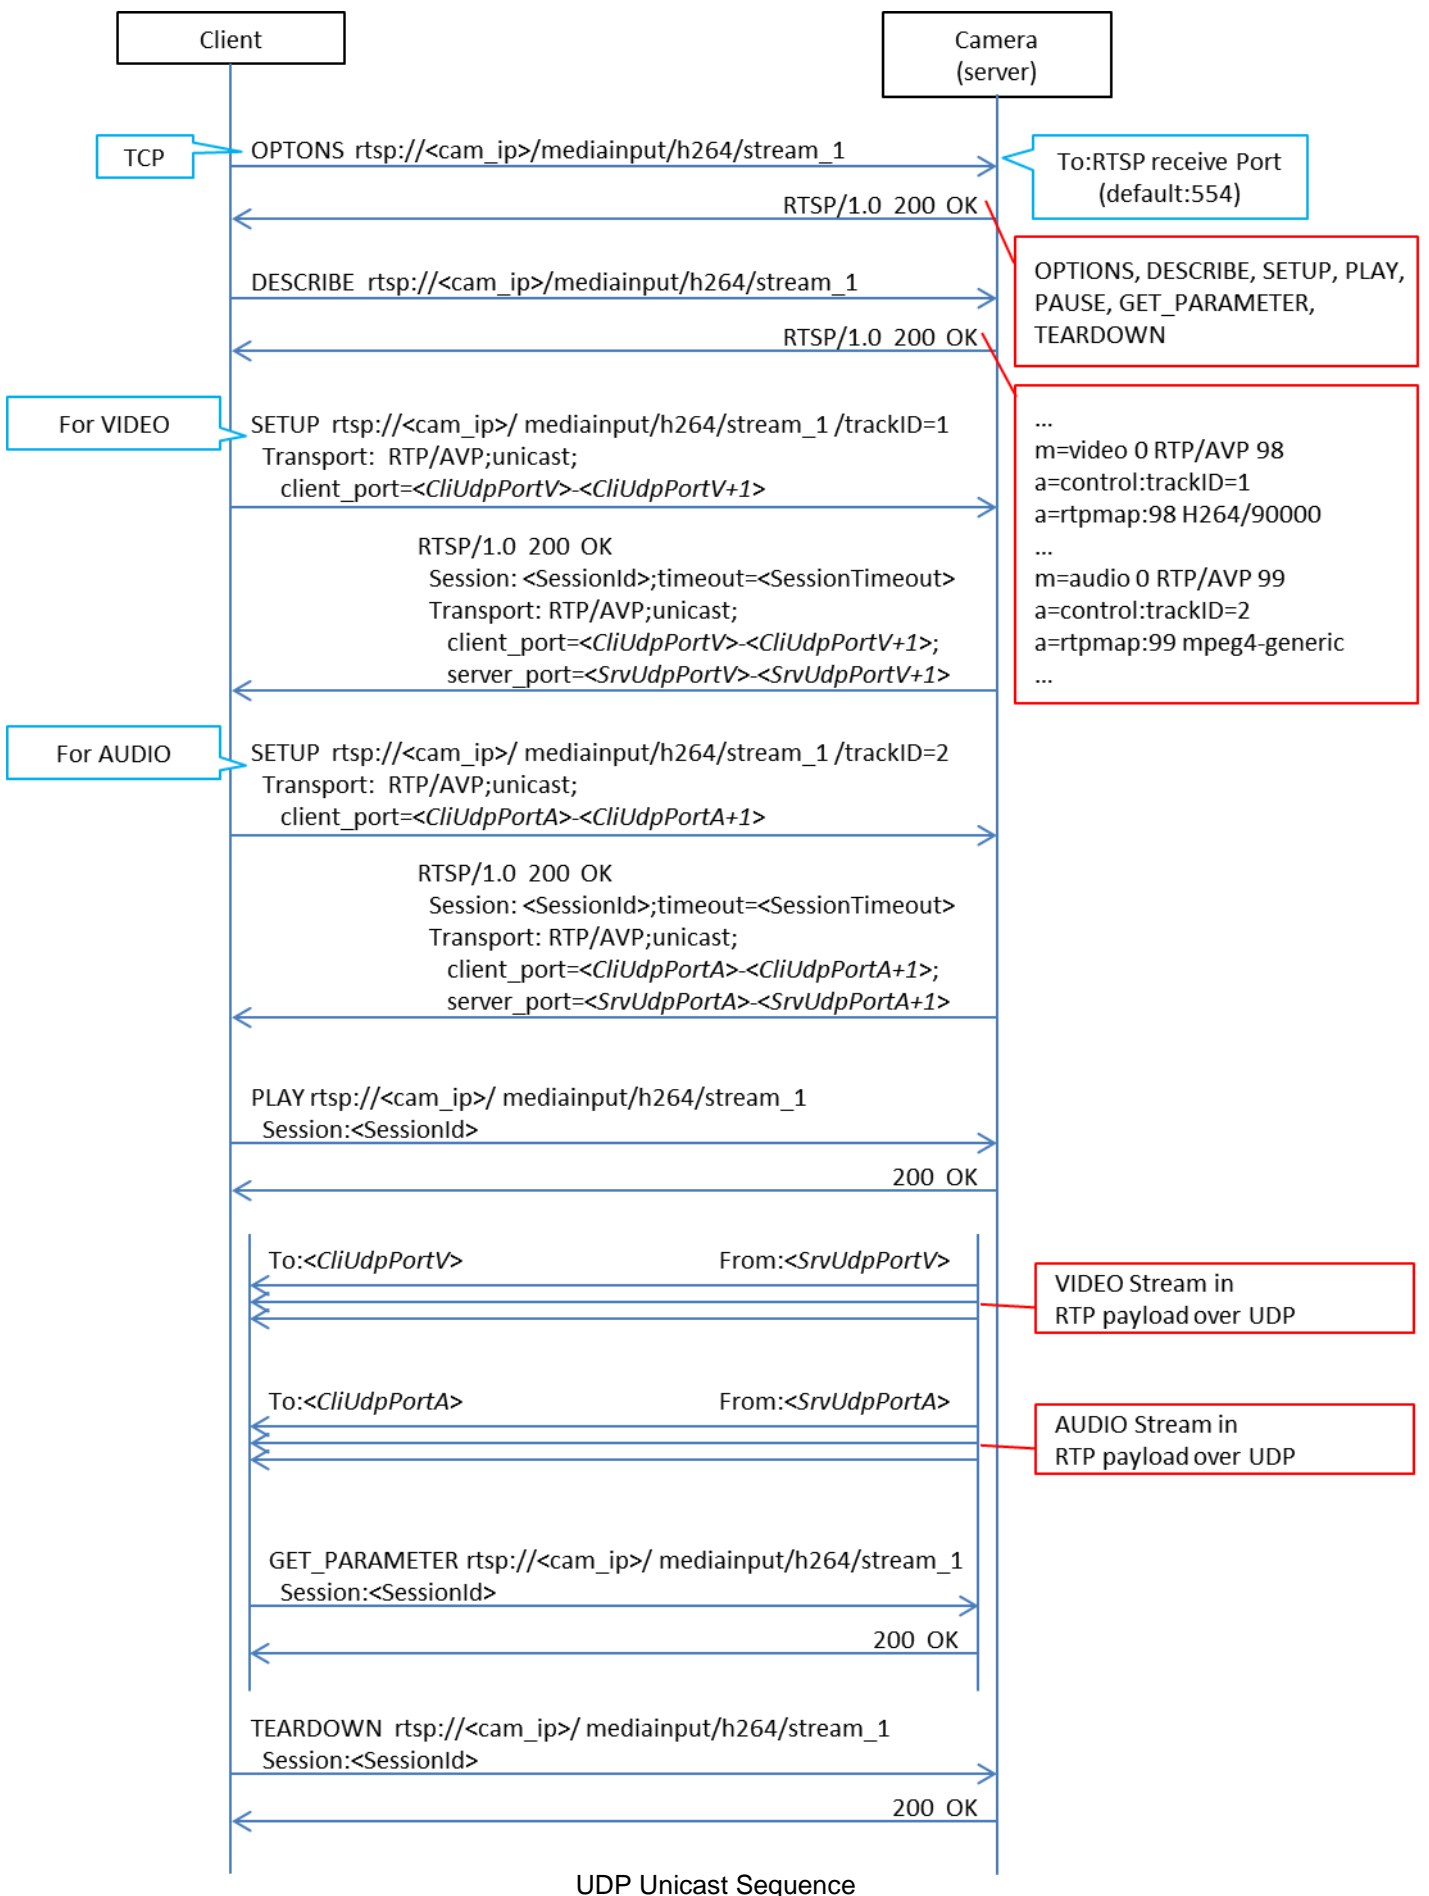 Client
Camera
(server)
TCP
OPTONS rtsp://<cam_ip>/mediainput/h264/stream_1
To:RTSP receive Port
(default:554)
RTSP/1.0 200 OK
OPTIONS, DESCRIBE, SETUP, PLAY,
PAUSE, GET_PARAMETER,
TEARDOWN
DESCRIBE rtsp://<cam_ip>/mediainput/h264/stream_1
RTSP/1.0 200 OK
...
m=video 0 RTP/AVP 98
a=control:trackID=1
a=rtpmap:98 H264/90000
...
m=audio 0 RTP/AVP 99
a=control:trackID=2
a=rtpmap:99 mpeg4-generic
...
For VIDEO
SETUP rtsp://<cam_ip>/ mediainput/h264/stream_1 /trackID=1
Transport: RTP/AVP;unicast;
client_port=<CliUdpPortV>-<CliUdpPortV+1>
RTSP/1.0 200 OK
Session: <SessionId>;timeout=<SessionTimeout>
Transport: RTP/AVP;unicast;
client_port=<CliUdpPortV>-<CliUdpPortV+1>;
server_port=<SrvUdpPortV>-<SrvUdpPortV+1>
For AUDIO
SETUP rtsp://<cam_ip>/ mediainput/h264/stream_1 /trackID=2
Transport: RTP/AVP;unicast;
client_port=<CliUdpPortA>-<CliUdpPortA+1>
RTSP/1.0 200 OK
Session: <SessionId>;timeout=<SessionTimeout>
Transport: RTP/AVP;unicast;
client_port=<CliUdpPortA>-<CliUdpPortA+1>;
server_port=<SrvUdpPortA>-<SrvUdpPortA+1>
PLAY rtsp://<cam_ip>/ mediainput/h264/stream_1
Session:<SessionId>
200 OK
To:<CliUdpPortV>
From:<SrvUdpPortV>
VIDEO Stream in
RTP payload over UDP
To:<CliUdpPortA>
From:<SrvUdpPortA>
AUDIO Stream in
RTP payload over UDP
GET_PARAMETER rtsp://<cam_ip>/ mediainput/h264/stream_1
Session:<SessionId>
200 OK
TEARDOWN rtsp://<cam_ip>/ mediainput/h264/stream_1
Session:<SessionId>
200 OK
UDP Unicast Sequence